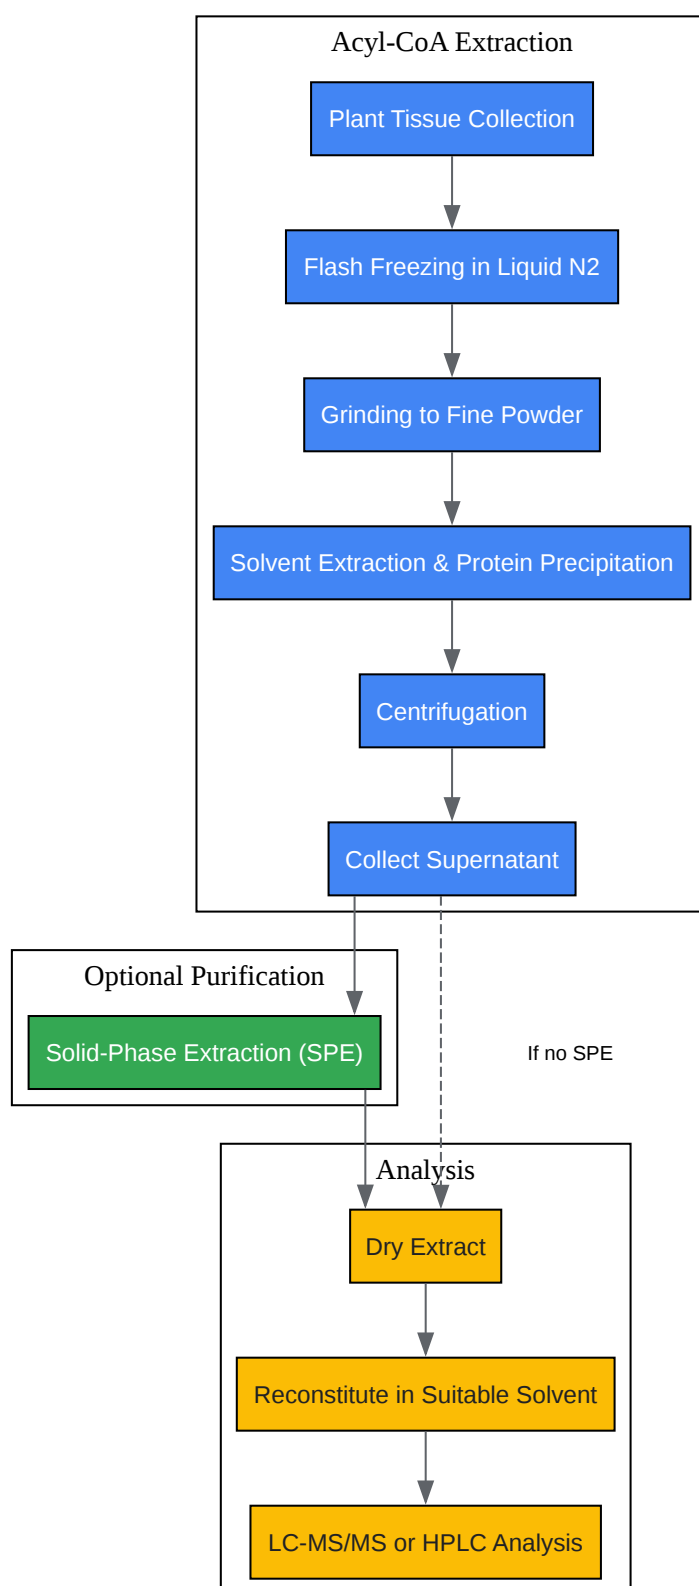 Acyl-CoA Extraction
Plant Tissue Collection
Flash Freezing in Liquid N2
Grinding to Fine Powder
Solvent Extraction & Protein Precipitation
Centrifugation
Collect Supernatant
Optional Purification
Solid-Phase Extraction (SPE)
If no SPE
Analysis
Dry Extract
Reconstitute in Suitable Solvent
LC-MS/MS or HPLC Analysis